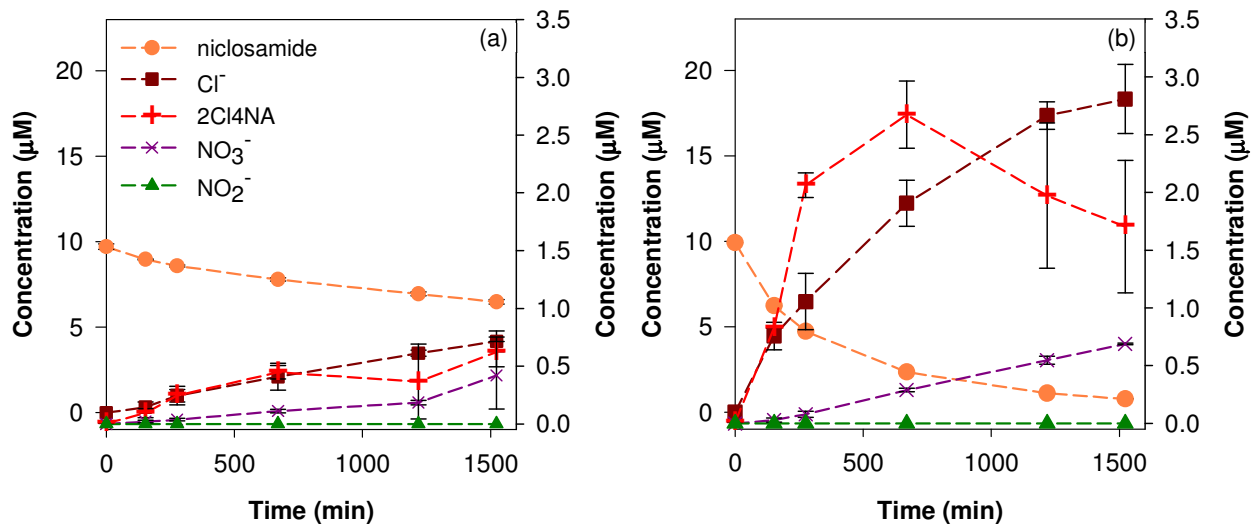 (a)
niclosamide
Cl⁻
2Cl4NA
NO₃⁻
NO₂⁻
Concentration (μM)
20
15
10
5
0
0 500 1000 1500
Time (min)
3.5
3.0
2.5
2.0
1.5
1.0
0.5
0.0
Concentration (μM)
(b)
Concentration (μM)
20
15
10
5
0
0 500 1000 1500
Time (min)
3.5
3.0
2.5
2.0
1.5
1.0
0.5
0.0
Concentration (μM)